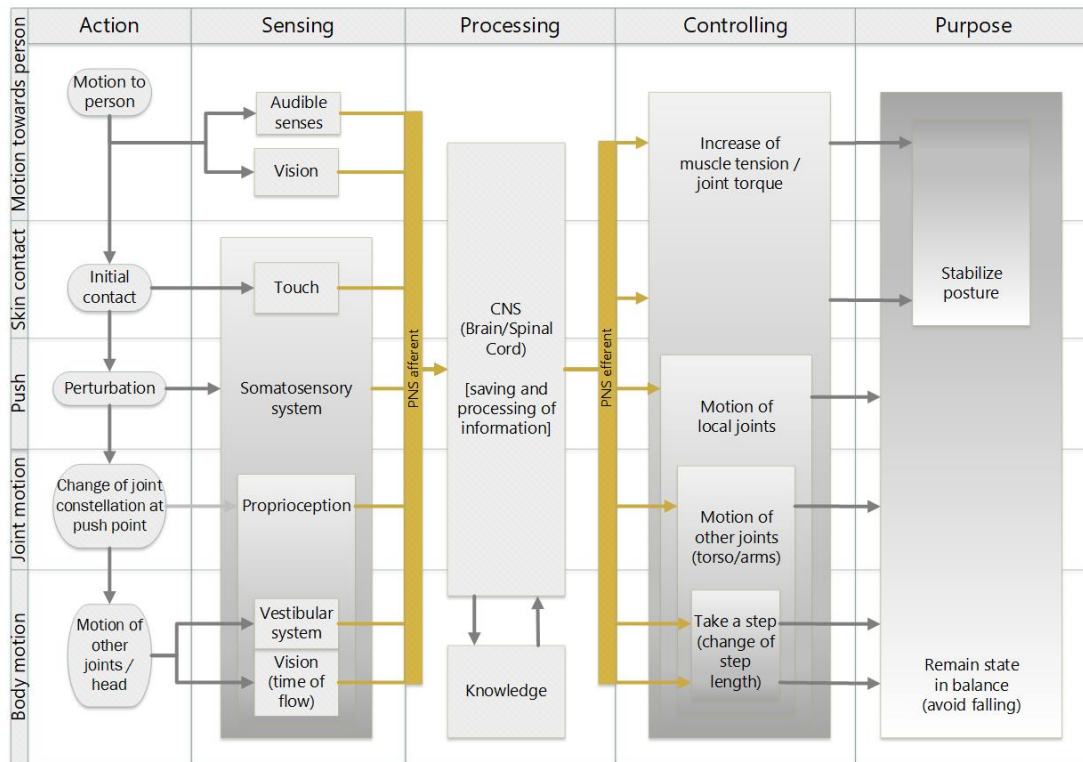 Action
Sensing
Processing
Controlling
Purpose
Motion towards person
Motion to
person
Audible
senses
Vision
Increase of
muscle tension /
joint torque
Skin contact
Initial
contact
Touch
Stabilize
posture
CNS
(Brain/Spinal
Cord)
[saving and
processing of
information]
PNS afferent
PNS efferent
Push
Perturbation
Somatosensory
system
Motion of
local joints
Joint motion
Change of joint
constellation at
push point
Proprioception
Motion of
other joints
(torso/arms)
Body motion
Motion of
other joints /
head
Vestibular
system
Vision
(time of
flow)
Knowledge
Take a step
(change of
step
length)
Remain state
in balance
(avoid falling)